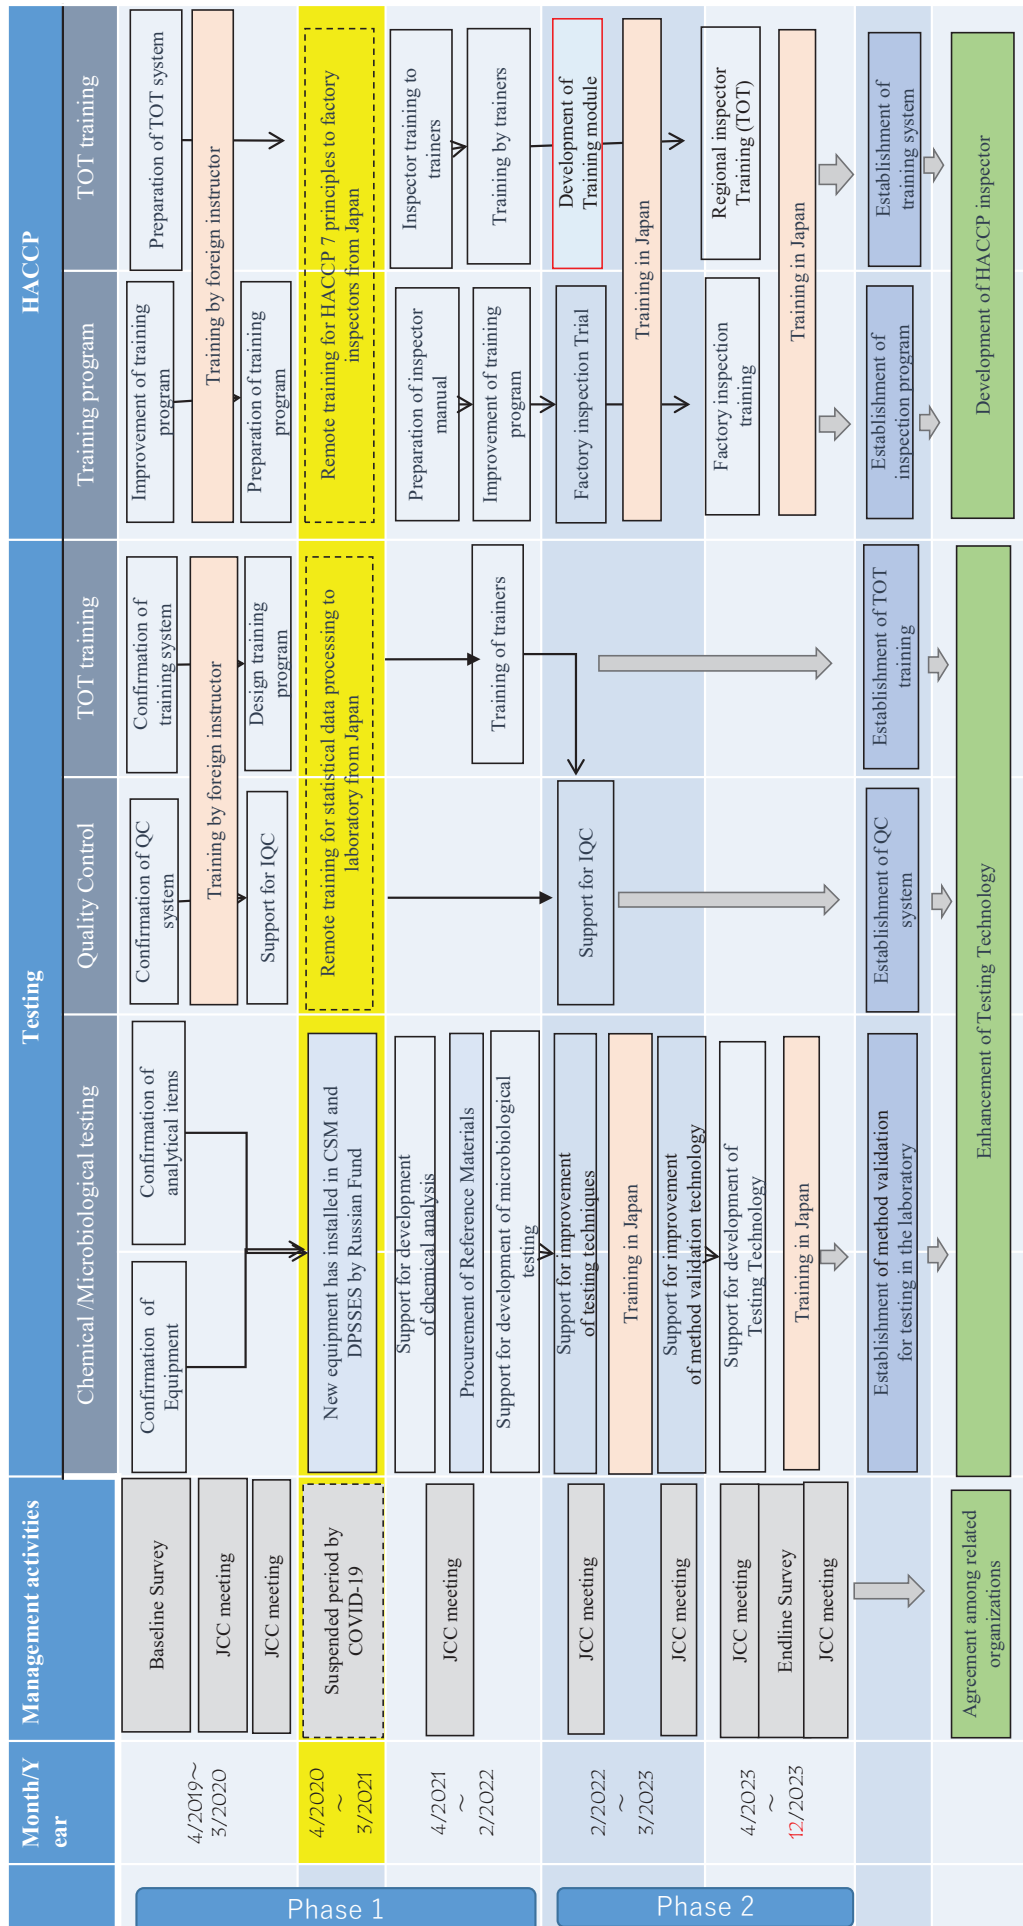 Month/Y
ear
Management activities
Testing
HACCP
Chemical /Microbiological testing
Quality Control
TOT training
Training program
TOT training
Phase 1
4/2019～
3/2020
Baseline Survey
JCC meeting
JCC meeting
Confirmation of
Equipment
Confirmation of
analytical items
Confirmation of QC
system
Confirmation of
training system
Training by foreign instructor
Support for IQC
Design training
program
Improvement of training
program
Preparation of TOT system
Training by foreign instructor
Preparation of training
program
4/2020
～
3/2021
Suspended period by
COVID-19
New equipment has installed in CSM and
DPSSES by Russian Fund
Remote training for statistical data processing to
laboratory from Japan
Remote training for HACCP 7 principles to factory
inspectors from Japan
4/2021
～
2/2022
JCC meeting
Support for development
of chemical analysis
Procurement of Reference Materials
Support for development of microbiological
testing
Training of trainers
Preparation of inspector
manual
Improvement of training
program
Inspector training to
trainers
Training by trainers
Phase 2
2/2022
～
3/2023
JCC meeting
JCC meeting
Support for improvement
of testing techniques
Training in Japan
Support for improvement
of method validation technology
Support for IQC
Factory inspection Trial
Development of
Training module
Training in Japan
4/2023
～
12/2023
JCC meeting
Endline Survey
JCC meeting
Support for development of
Testing Technology
Training in Japan
Factory inspection
training
Regional inspector
Training (TOT)
Training in Japan
Establishment of method validation
for testing in the laboratory
Establishment of QC
system
Establishment of TOT
training
Establishment of
inspection program
Establishment of
training system
Agreement among related
organizations
Enhancement of Testing Technology
Development of HACCP inspector